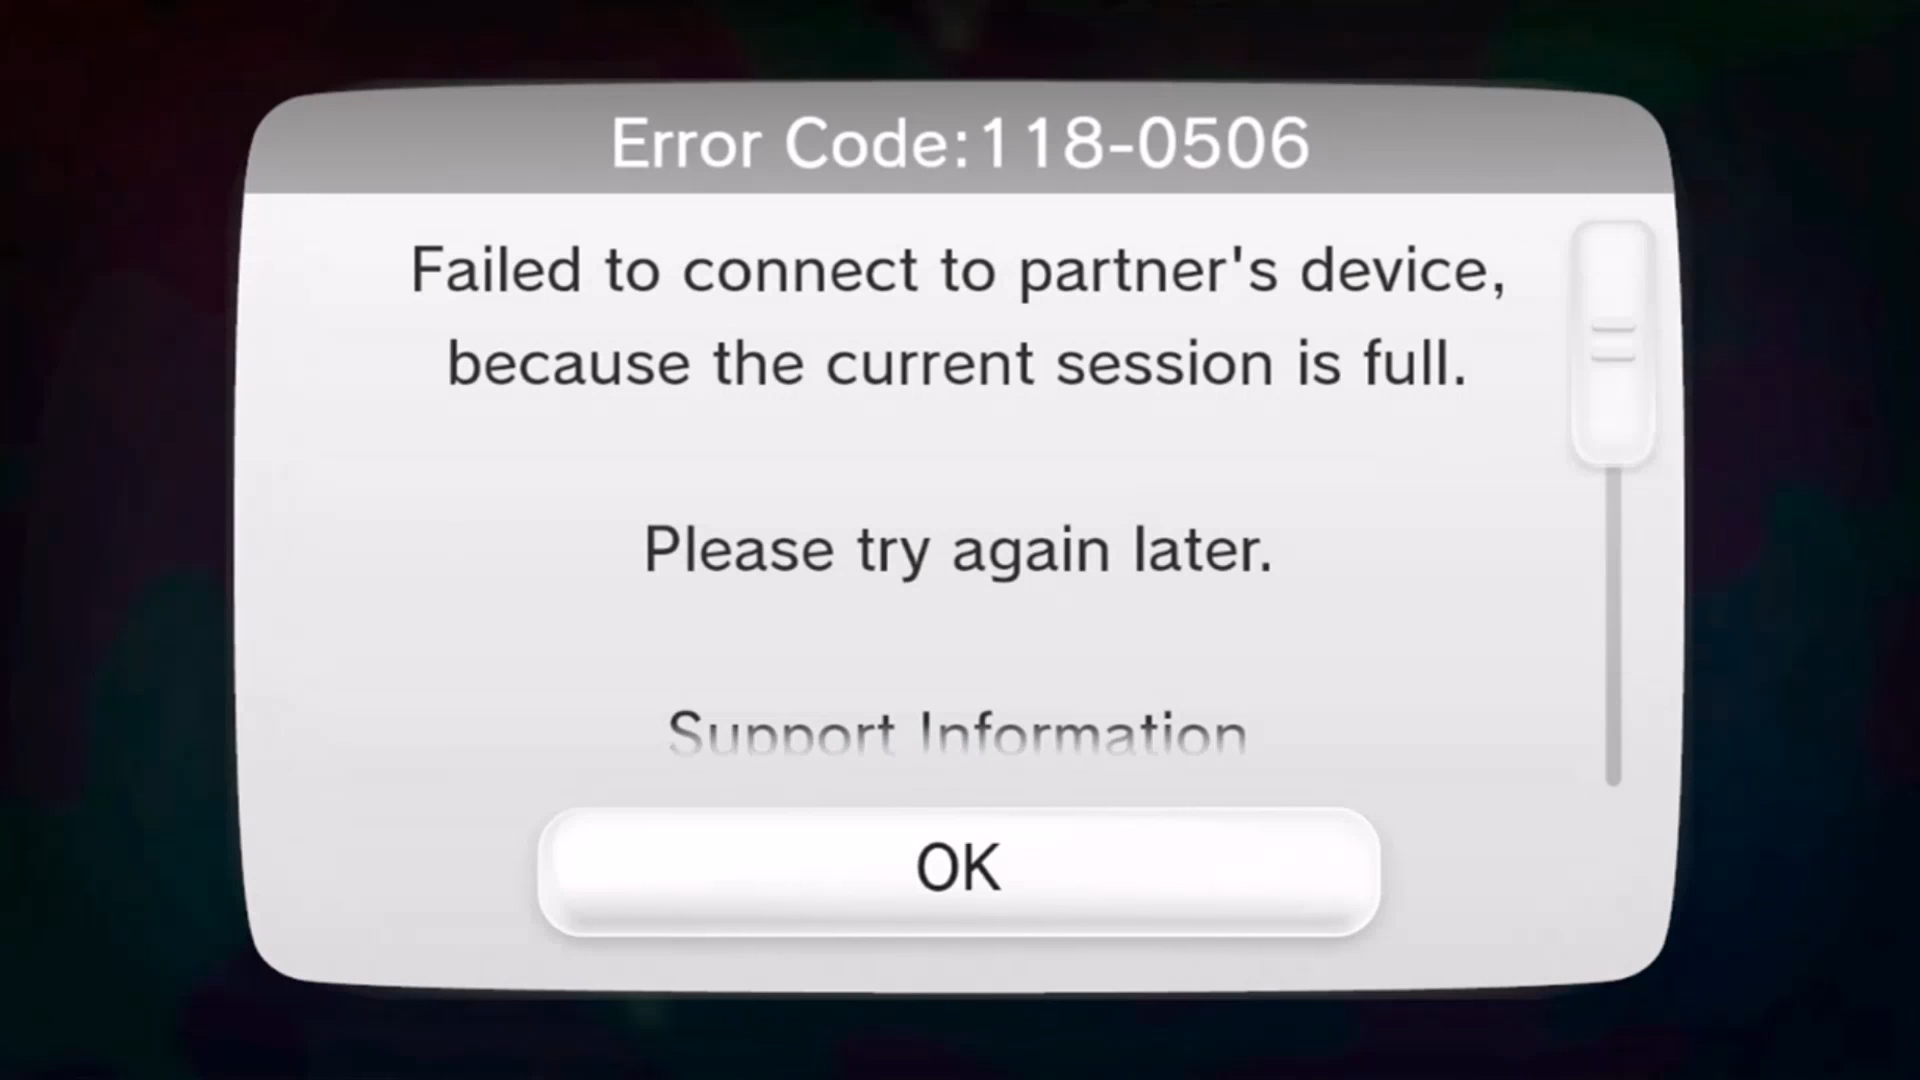 Error Code:118-0506
Failed to connect to partner's device,
because the current session is full.
Please try again later.
Support Information
OK